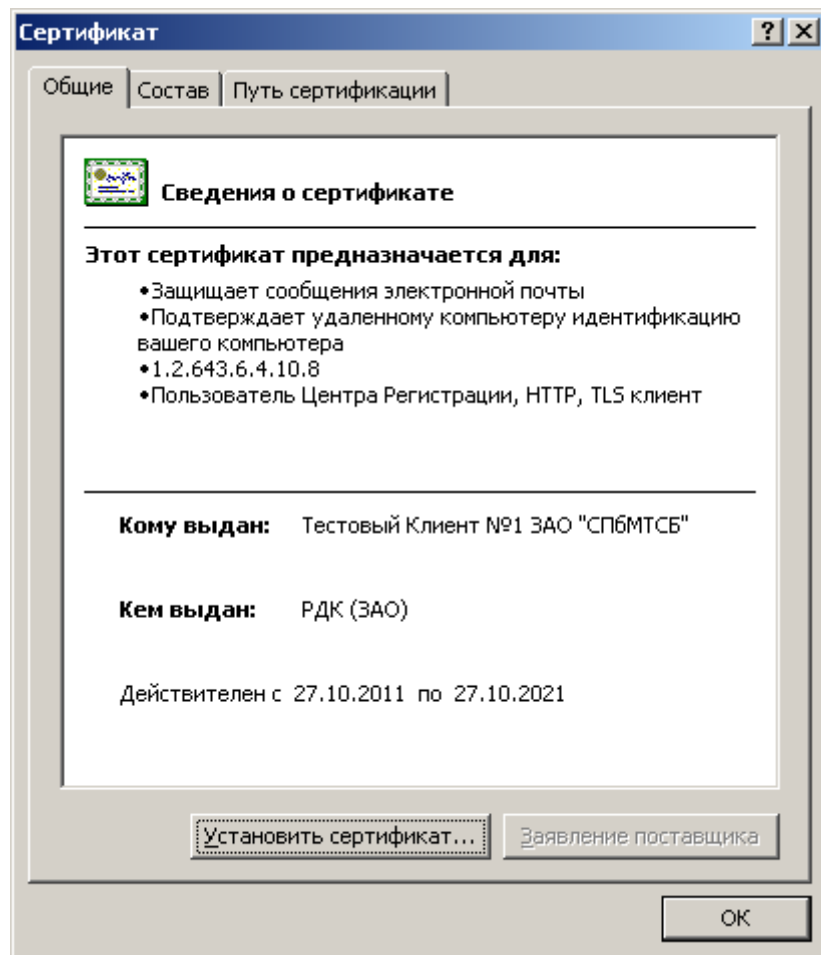 Сертификат
Общие Состав Путь сертификации
Сведения о сертификате
Этот сертификат предназначается для:
•Защищает сообщения электронной почты
•Подтверждает удаленному компьютеру идентификацию
вашего компьютера
•1.2.643.6.4.10.8
•Пользователь Центра Регистрации, HTTP, TLS клиент
Кому выдан: Тестовый Клиент №1 ЗАО "СПбМТСБ"
Кем выдан: РДК (ЗАО)
Действителен с 27.10.2011 по 27.10.2021
Установить сертификат... Заявление поставщика
ОК